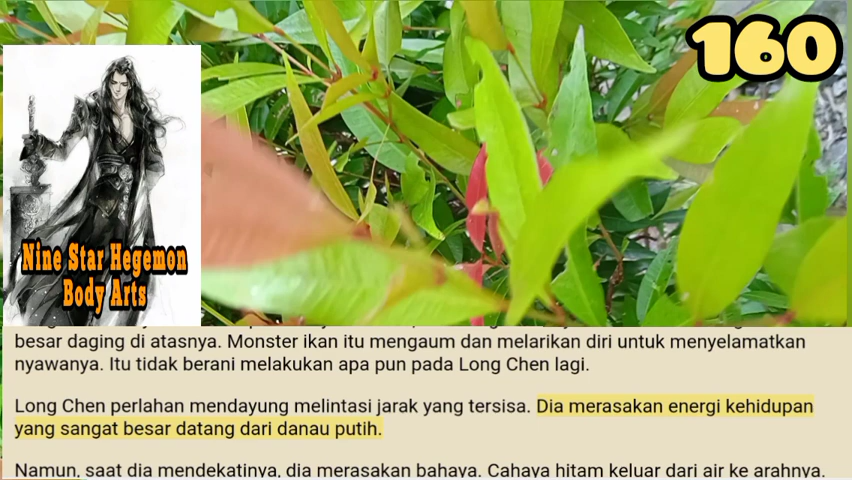 160
Nine Star Hegemon
Body Arts
besar daging di atasnya. Monster ikan itu mengaum dan melarikan diri untuk menyelamatkan
nyawanya. Itu tidak berani melakukan apa pun pada Long Chen lagi.
Long Chen perlahan mendayung melintasi jarak yang tersisa. Dia merasakan energi kehidupan
yang sangat besar datang dari danau putih.
Namun, saat dia mendekatinya, dia merasakan bahaya. Cahaya hitam keluar dari air ke arahnya.